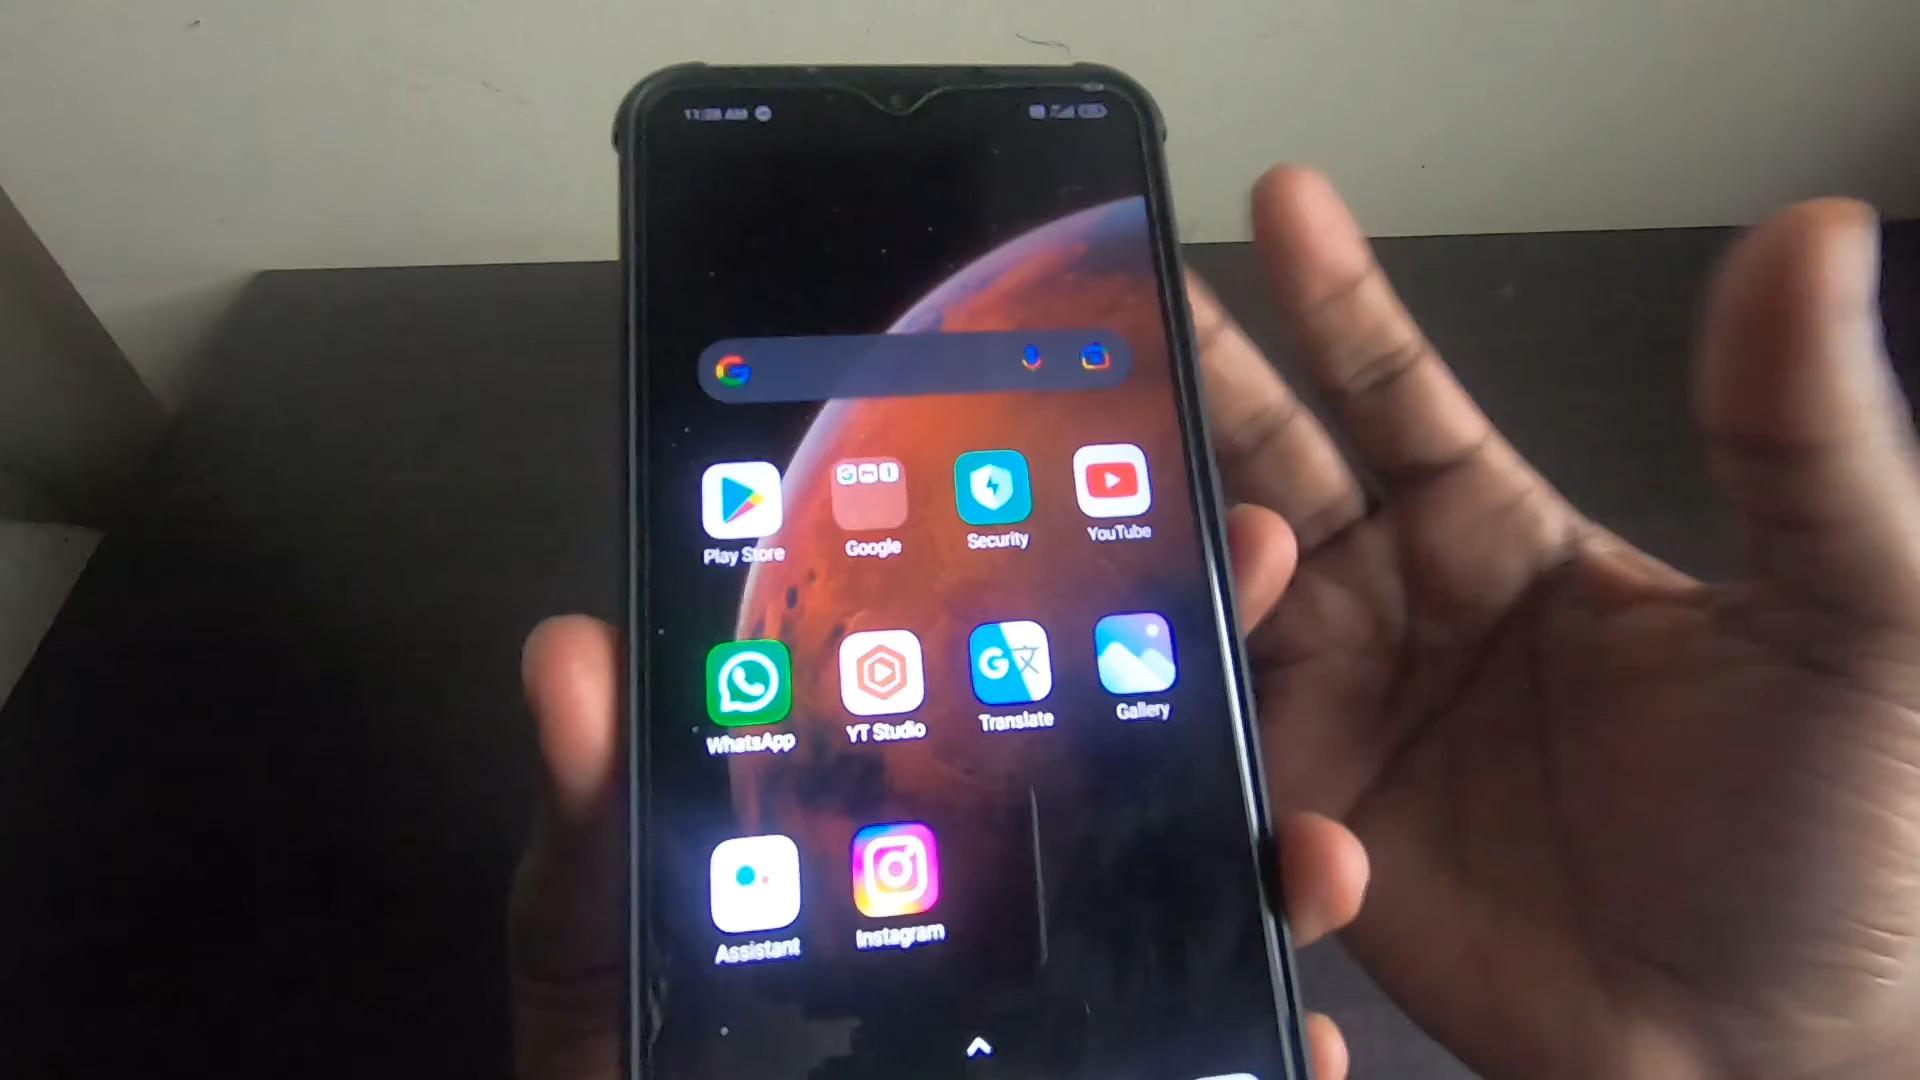 Play Store
Google
Security
YouTube
WhatsApp
YT Studio
Translate
Gallery
Assistant
Instagram